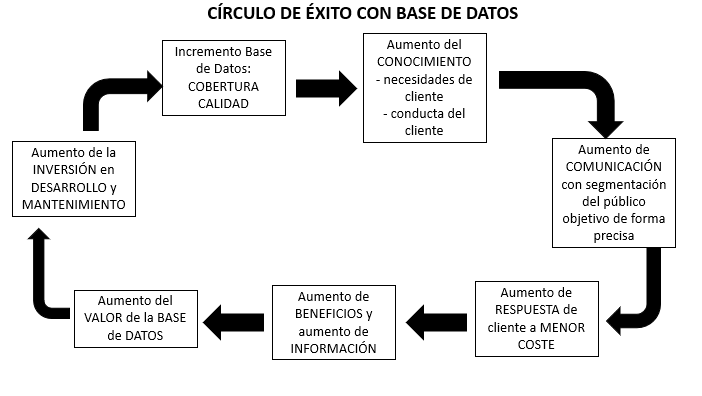 CÍRCULO DE ÉXITO CON BASE DE DATOS
Incremento Base
de Datos:
COBERTURA
CALIDAD
Aumento del
CONOCIMIENTO
- necesidades de
cliente
- conducta del
cliente
Aumento de
COMUNICACIÓN
con segmentación
del público
objetivo de forma
precisa
Aumento de
RESPUESTA de
cliente a MENOR
COSTE
Aumento de
BENEFICIOS y
aumento de
INFORMACIÓN
Aumento del
VALOR de la BASE
de DATOS
Aumento de la
INVERSIÓN en
DESARROLLO y
MANTENIMIENTO